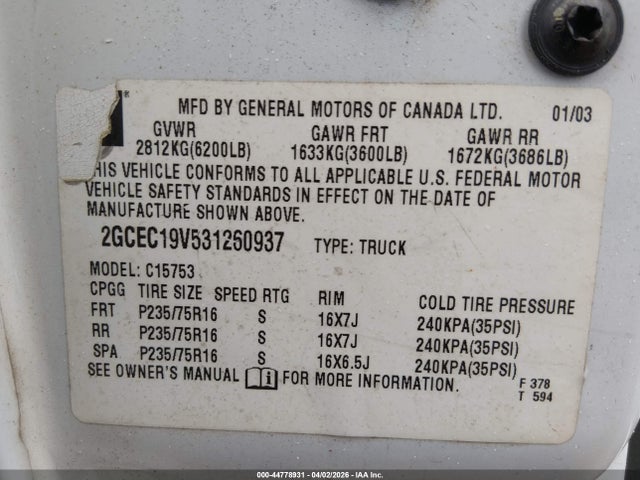 MFD BY GENERAL MOTORS OF CANADA LTD. 01/03
GVWR GAWR FRT GAWR RR
2812KG(6200LB) 1633KG(3600LB) 1672KG(3686LB)
HIS VEHICLE CONFORMS TO ALL APPLICABLE U.S. FEDERAL MOTOR
VEHICLE SAFETY STANDARDS IN EFFECT ON THE DATE OF
MANUFACTURE SHOWN ABOVE.
2GCEC19V531260937 TYPE: TRUCK
MODEL: C15753
CPGG TIRE SIZE SPEED RTG RIM COLD TIRE PRESSURE
FRT P235/75R16 S 16X7J 240KPA(35PSI)
RR P235/75R16 S 16X7J 240KPA(35PSI)
SPA P235/75R16 S 16X6.5J 240KPA(35PSI)
SEE OWNER'S MANUAL FOR MORE INFORMATION.
F 378
T 594
000-44778931 - 04/02/2026 - IAA Inc.